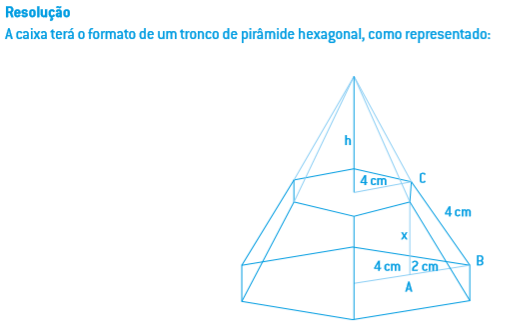 Resolução
A caixa terá o formato de um tronco de pirâmide hexagonal, como representado:
h
4 cm
C
4 cm
x
4 cm 2 cm
B
A